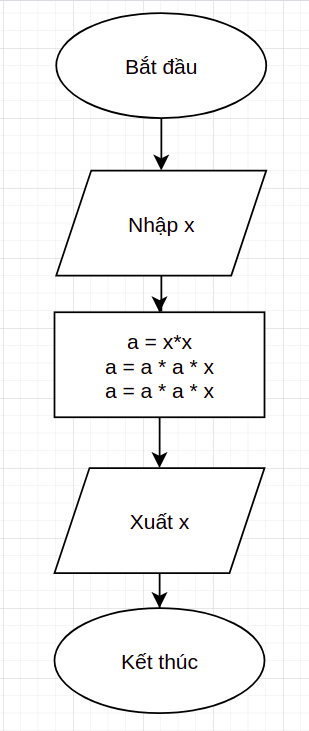 Bắt đầu
Nhập x
a = x*x
a = a * a * x
a = a * a * x
Xuất x
Kết thúc